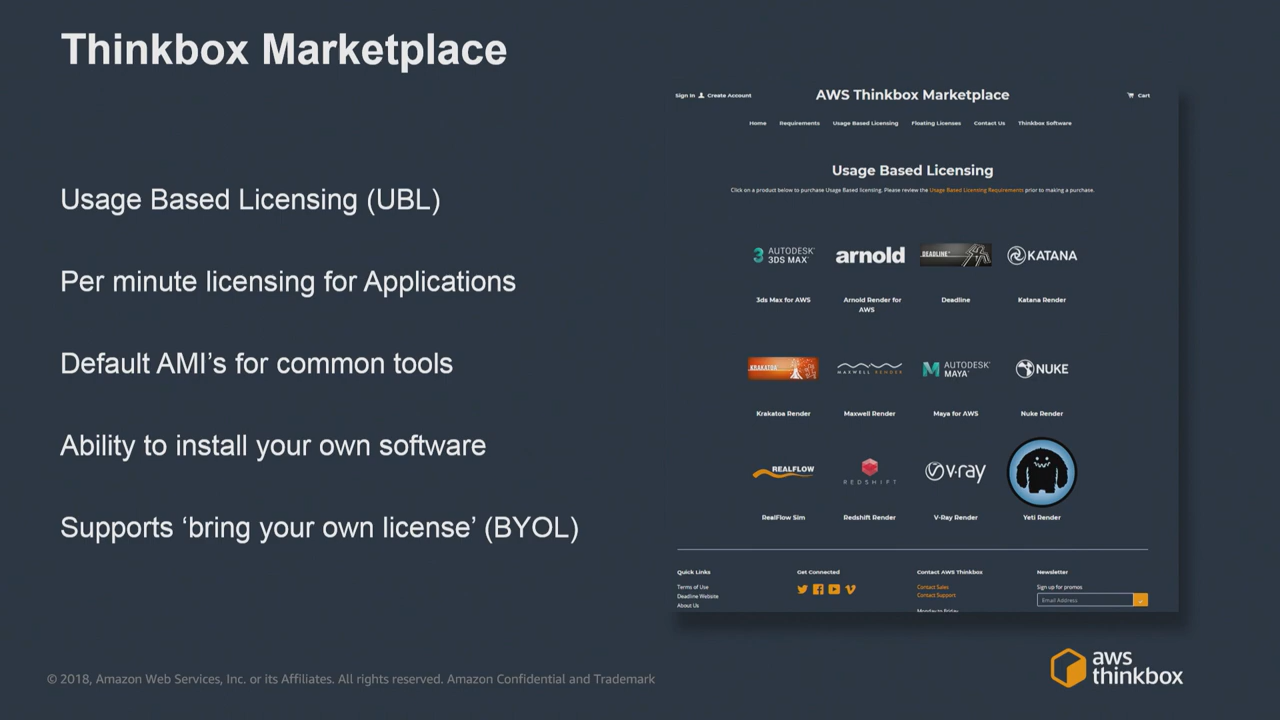 Thinkbox Marketplace
Usage Based Licensing (UBL)
Per minute licensing for Applications
Default AMI's for common tools
Ability to install your own software
Supports 'bring your own license' (BYOL)
Sign In Create Account
AWS Thinkbox Marketplace
Cart
Home Requirements Usage Based Licensing Floating Licenses Contact Us Thinkbox Software
Usage Based Licensing
Click on a product below to purchase Usage Based licensing. Please review the Usage Based Licensing Requirements prior to making a purchase.
3 AUTODESK
3DS MAX
arnold
DEADLINE
KATANA
3ds Max for AWS
Arnold Render for
AWS
Deadline
Katana Render
KRAKATOA
MAXWELL RENDER
AUTODESK
MAYA
NUKE
Krakatoa Render
Maxwell Render
Maya for AWS
Nuke Render
REALFLOW
REDSHIFT
v-ray
RealFlow Sim
Redshift Render
V-Ray Render
Yeti Render
Quick Links
Terms of Use
Deadline Website
About Us
Get Connected
Contact AWS Thinkbox
Contact Sales
Contact Support
Monday to Friday
Newsletter
Sign up for promos
Email Address
© 2018, Amazon Web Services, Inc. or its Affiliates. All rights reserved. Amazon Confidential and Trademark
aws
thinkbox